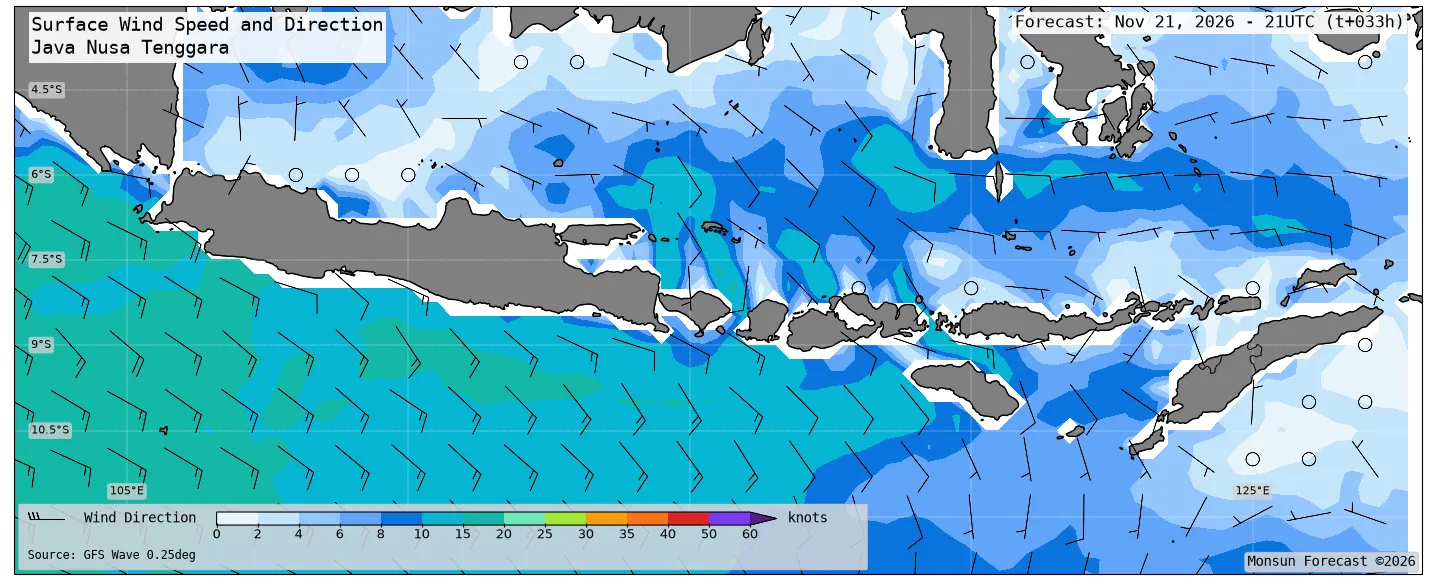 Surface Wind Speed and Direction
Java Nusa Tenggara
Forecast: Nov 21, 2026 - 21UTC (t+033h)
4.5°S
6°S
7.5°S
9°S
10.5°S
105°E
125°E
Wind Direction
0 2 4 6 8 10 15 20 25 30 35 40 50 60
knots
Source: GFS Wave 0.25deg
Monsun Forecast ©2026